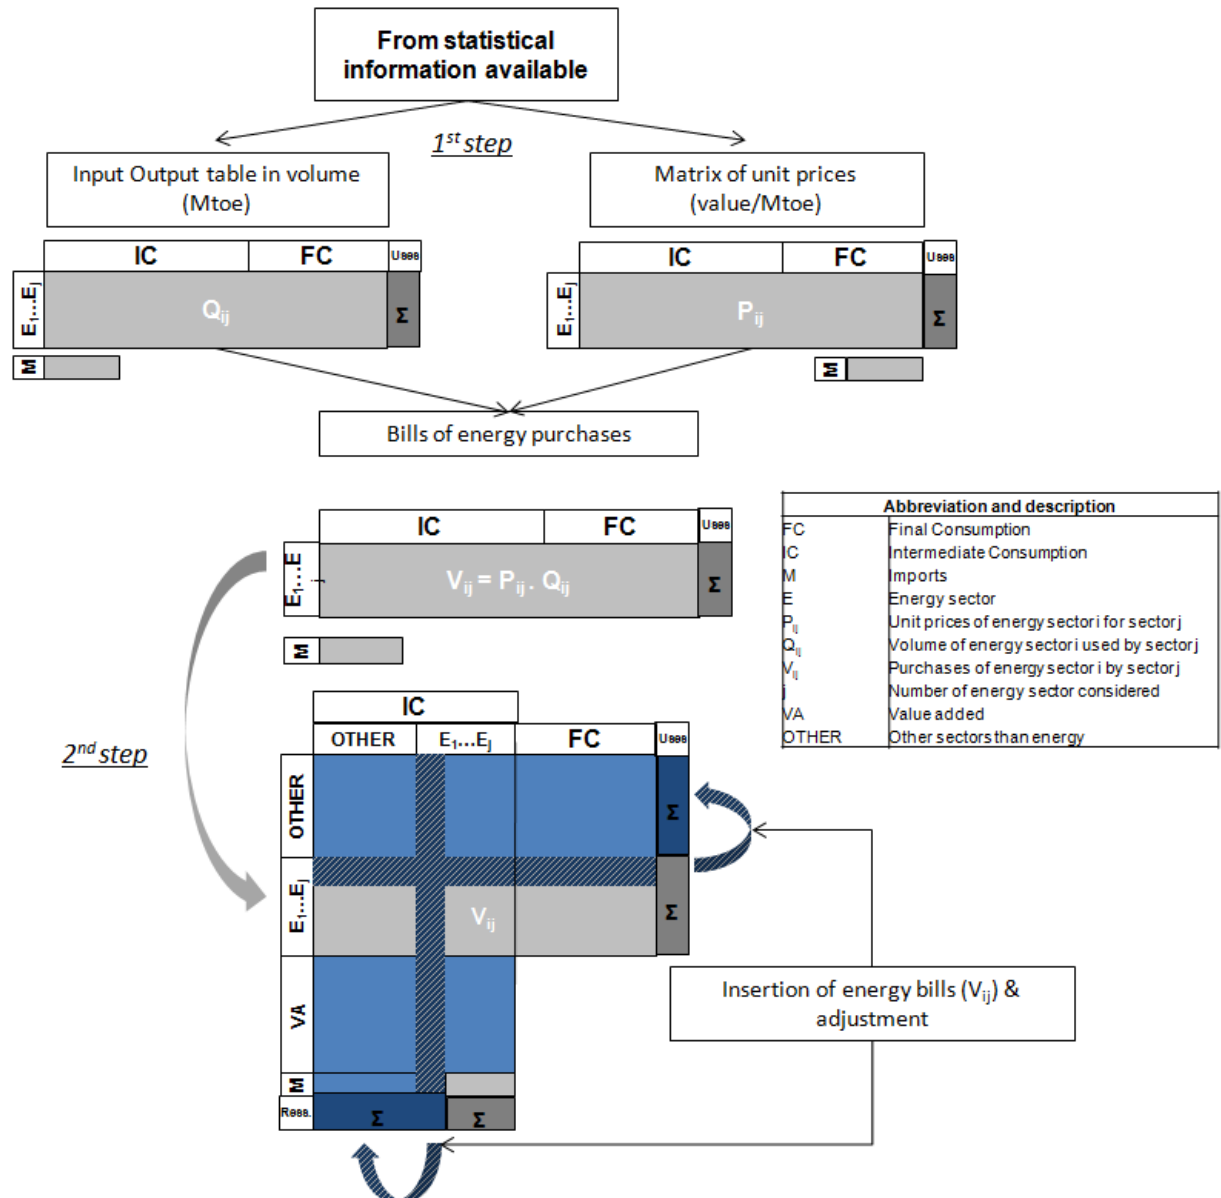 From statistical
information available
1st step
Input Output table in volume
(Mtoe)
Matrix of unit prices
(value/Mtoe)
IC FC Uses
E1...Ej Qij Σ
M
IC FC Uses
E1...Ej Pij Σ
M
Bills of energy purchases
IC FC Uses
E1...E j Vij = Pij . Qij Σ
M
Abbreviation and description
FC Final Consumption
IC Intermediate Consumption
M Imports
E Energy sector
Pij Unit prices of energy sector i for sector j
Qij Volume of energy sector i used by sector j
Vij Purchases of energy sector i by sector j
j Number of energy sector considered
VA Value added
OTHER Other sectors than energy
2nd step
IC
OTHER E1...Ej FC Uses
OTHER Σ
E1...Ej Vij Σ
VA
M
Ress. Σ Σ
Insertion of energy bills (Vij) &
adjustment